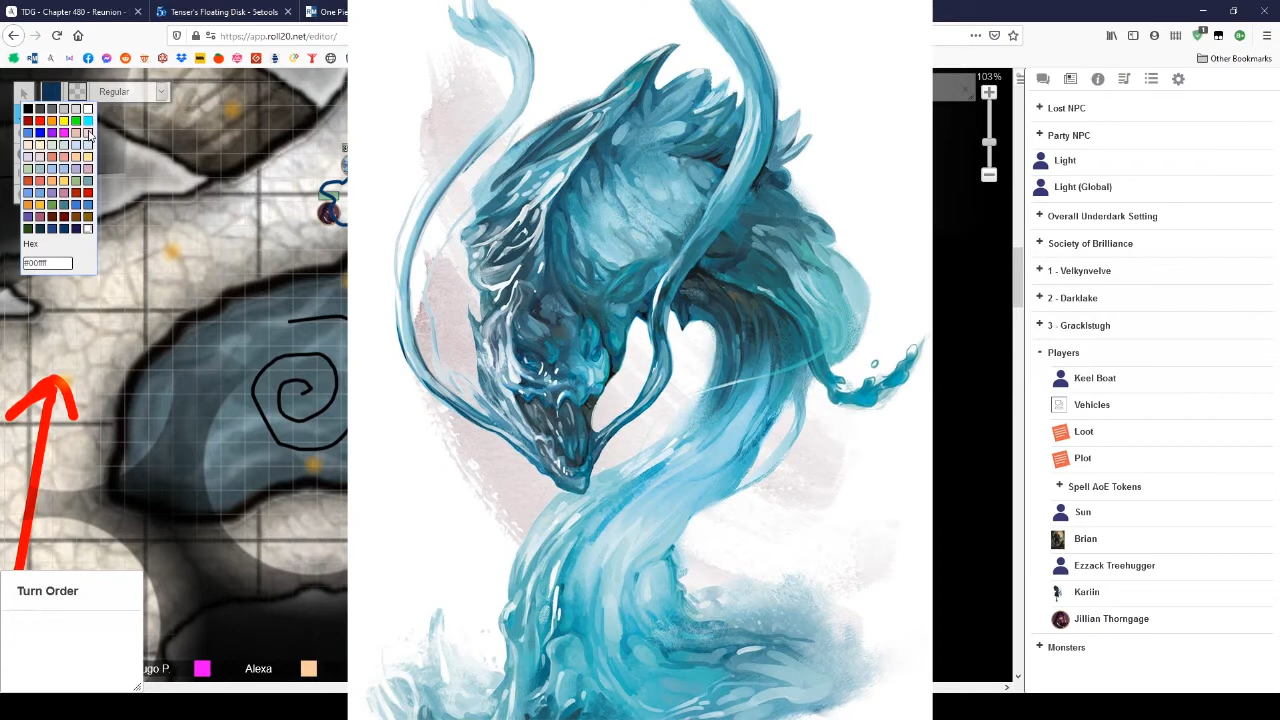 TDG - Chapter 480 - Reunion -
Tenser's Floating Disk - 5etools
One Pie
https://app.roll20.net/editor/
Other Bookmarks
Regular
103%
Hex
#00ffff
Lost NPC
Party NPC
Light
Light (Global)
Overall Underdark Setting
Society of Brilliance
1 - Velkynvelve
2 - Darklake
3 - Gracklstugh
Players
Keel Boat
Vehicles
Loot
Plot
Spell AoE Tokens
Sun
Brian
Ezzack Treehugger
Kariin
Jillian Thorngage
Monsters
Turn Order
ugo P.
Alexa